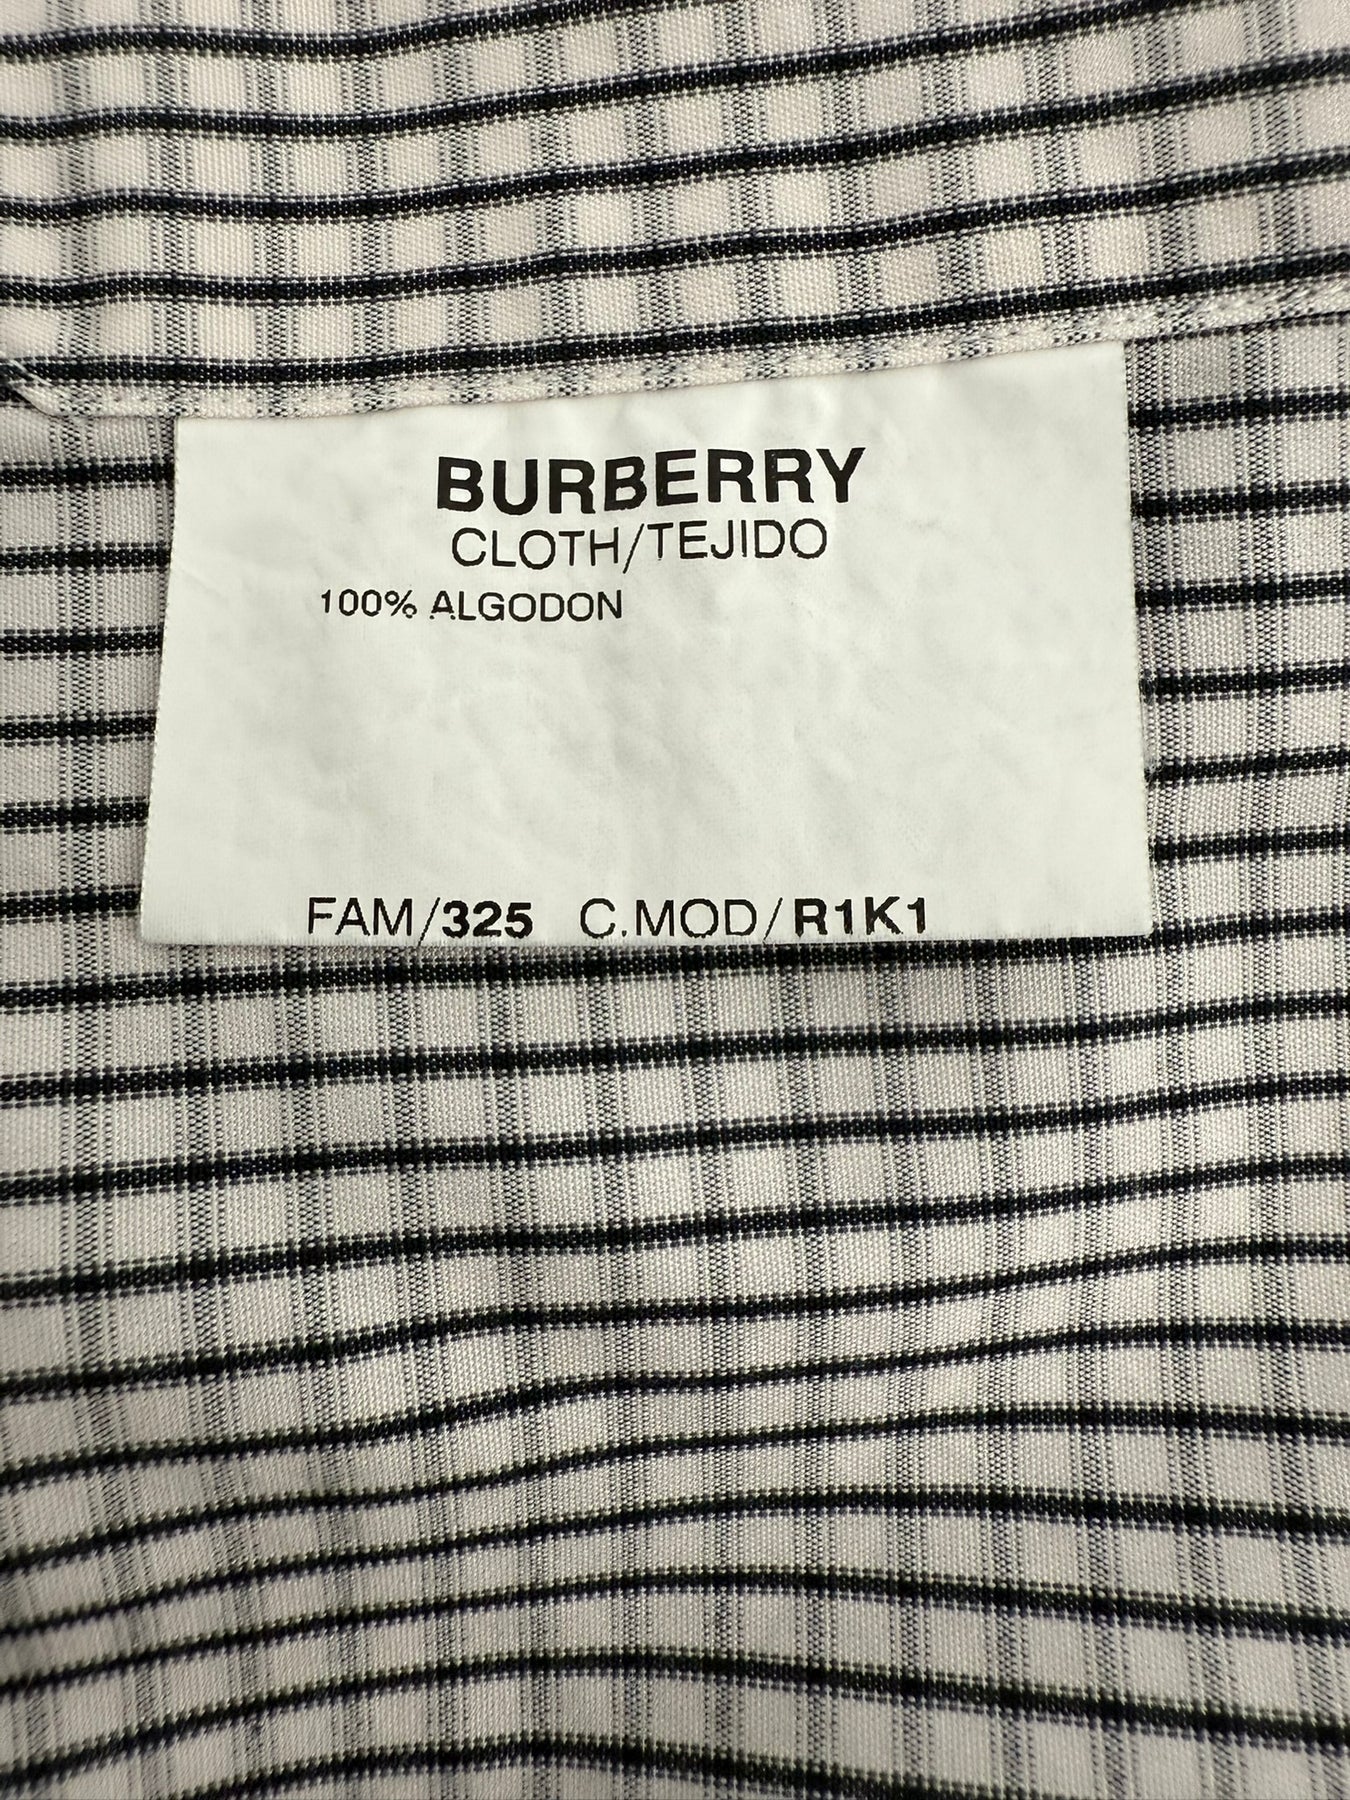 BURBERRY
CLOTH/TEJIDO
100% ALGODON
FAM/325 C.MOD/R1K1